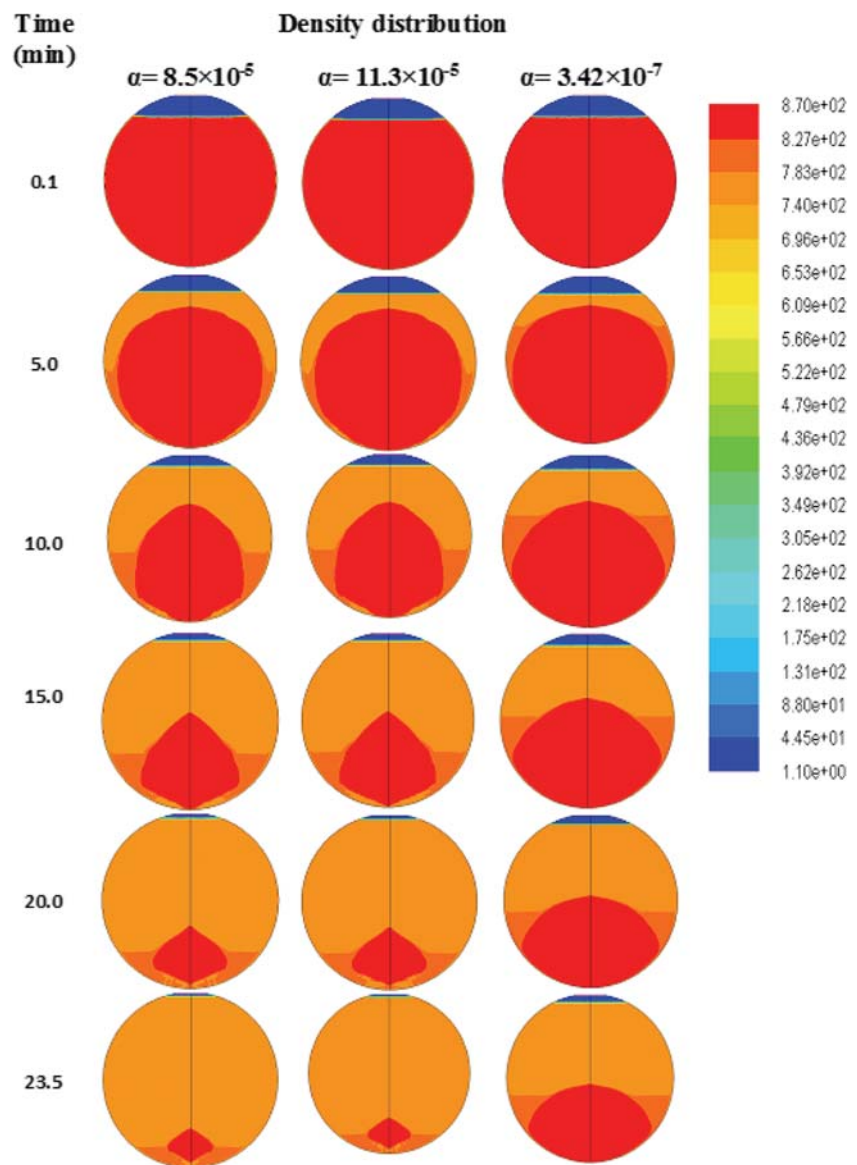 Time
(min)
Density distribution
α= 8.5×10⁻⁵
α= 11.3×10⁻⁵
α= 3.42×10⁻⁷
0.1
5.0
10.0
15.0
20.0
23.5
8.70e+02
8.27e+02
7.83e+02
7.40e+02
6.96e+02
6.53e+02
6.09e+02
5.66e+02
5.22e+02
4.79e+02
4.36e+02
3.92e+02
3.49e+02
3.05e+02
2.62e+02
2.18e+02
1.75e+02
1.31e+02
8.80e+01
4.45e+01
1.10e+00